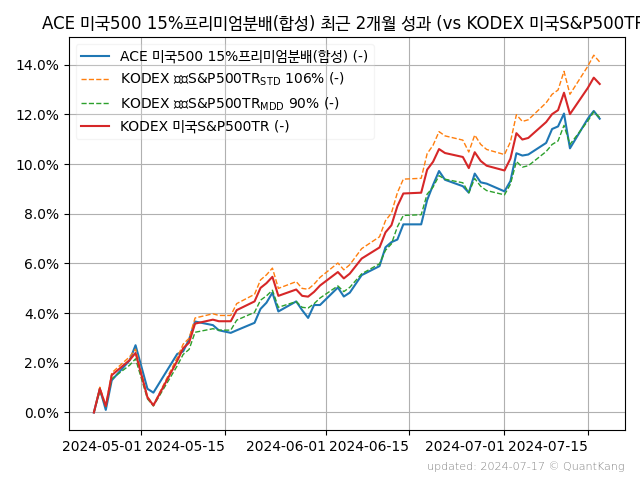 ACE 미국500 15%프리미엄분배(합성) 최근 2개월 성과 (vs KODEX 미국S&P500TR
ACE 미국500 15%프리미엄분배(합성) (-)
KODEX S&P500TR STD 106% (-)
KODEX S&P500TR MDD 90% (-)
KODEX 미국S&P500TR (-)
14.0%
12.0%
10.0%
8.0%
6.0%
4.0%
2.0%
0.0%
2024-05-01 2024-05-15 2024-06-01 2024-06-15 2024-07-01 2024-07-15
updated: 2024-07-17 © QuantKang